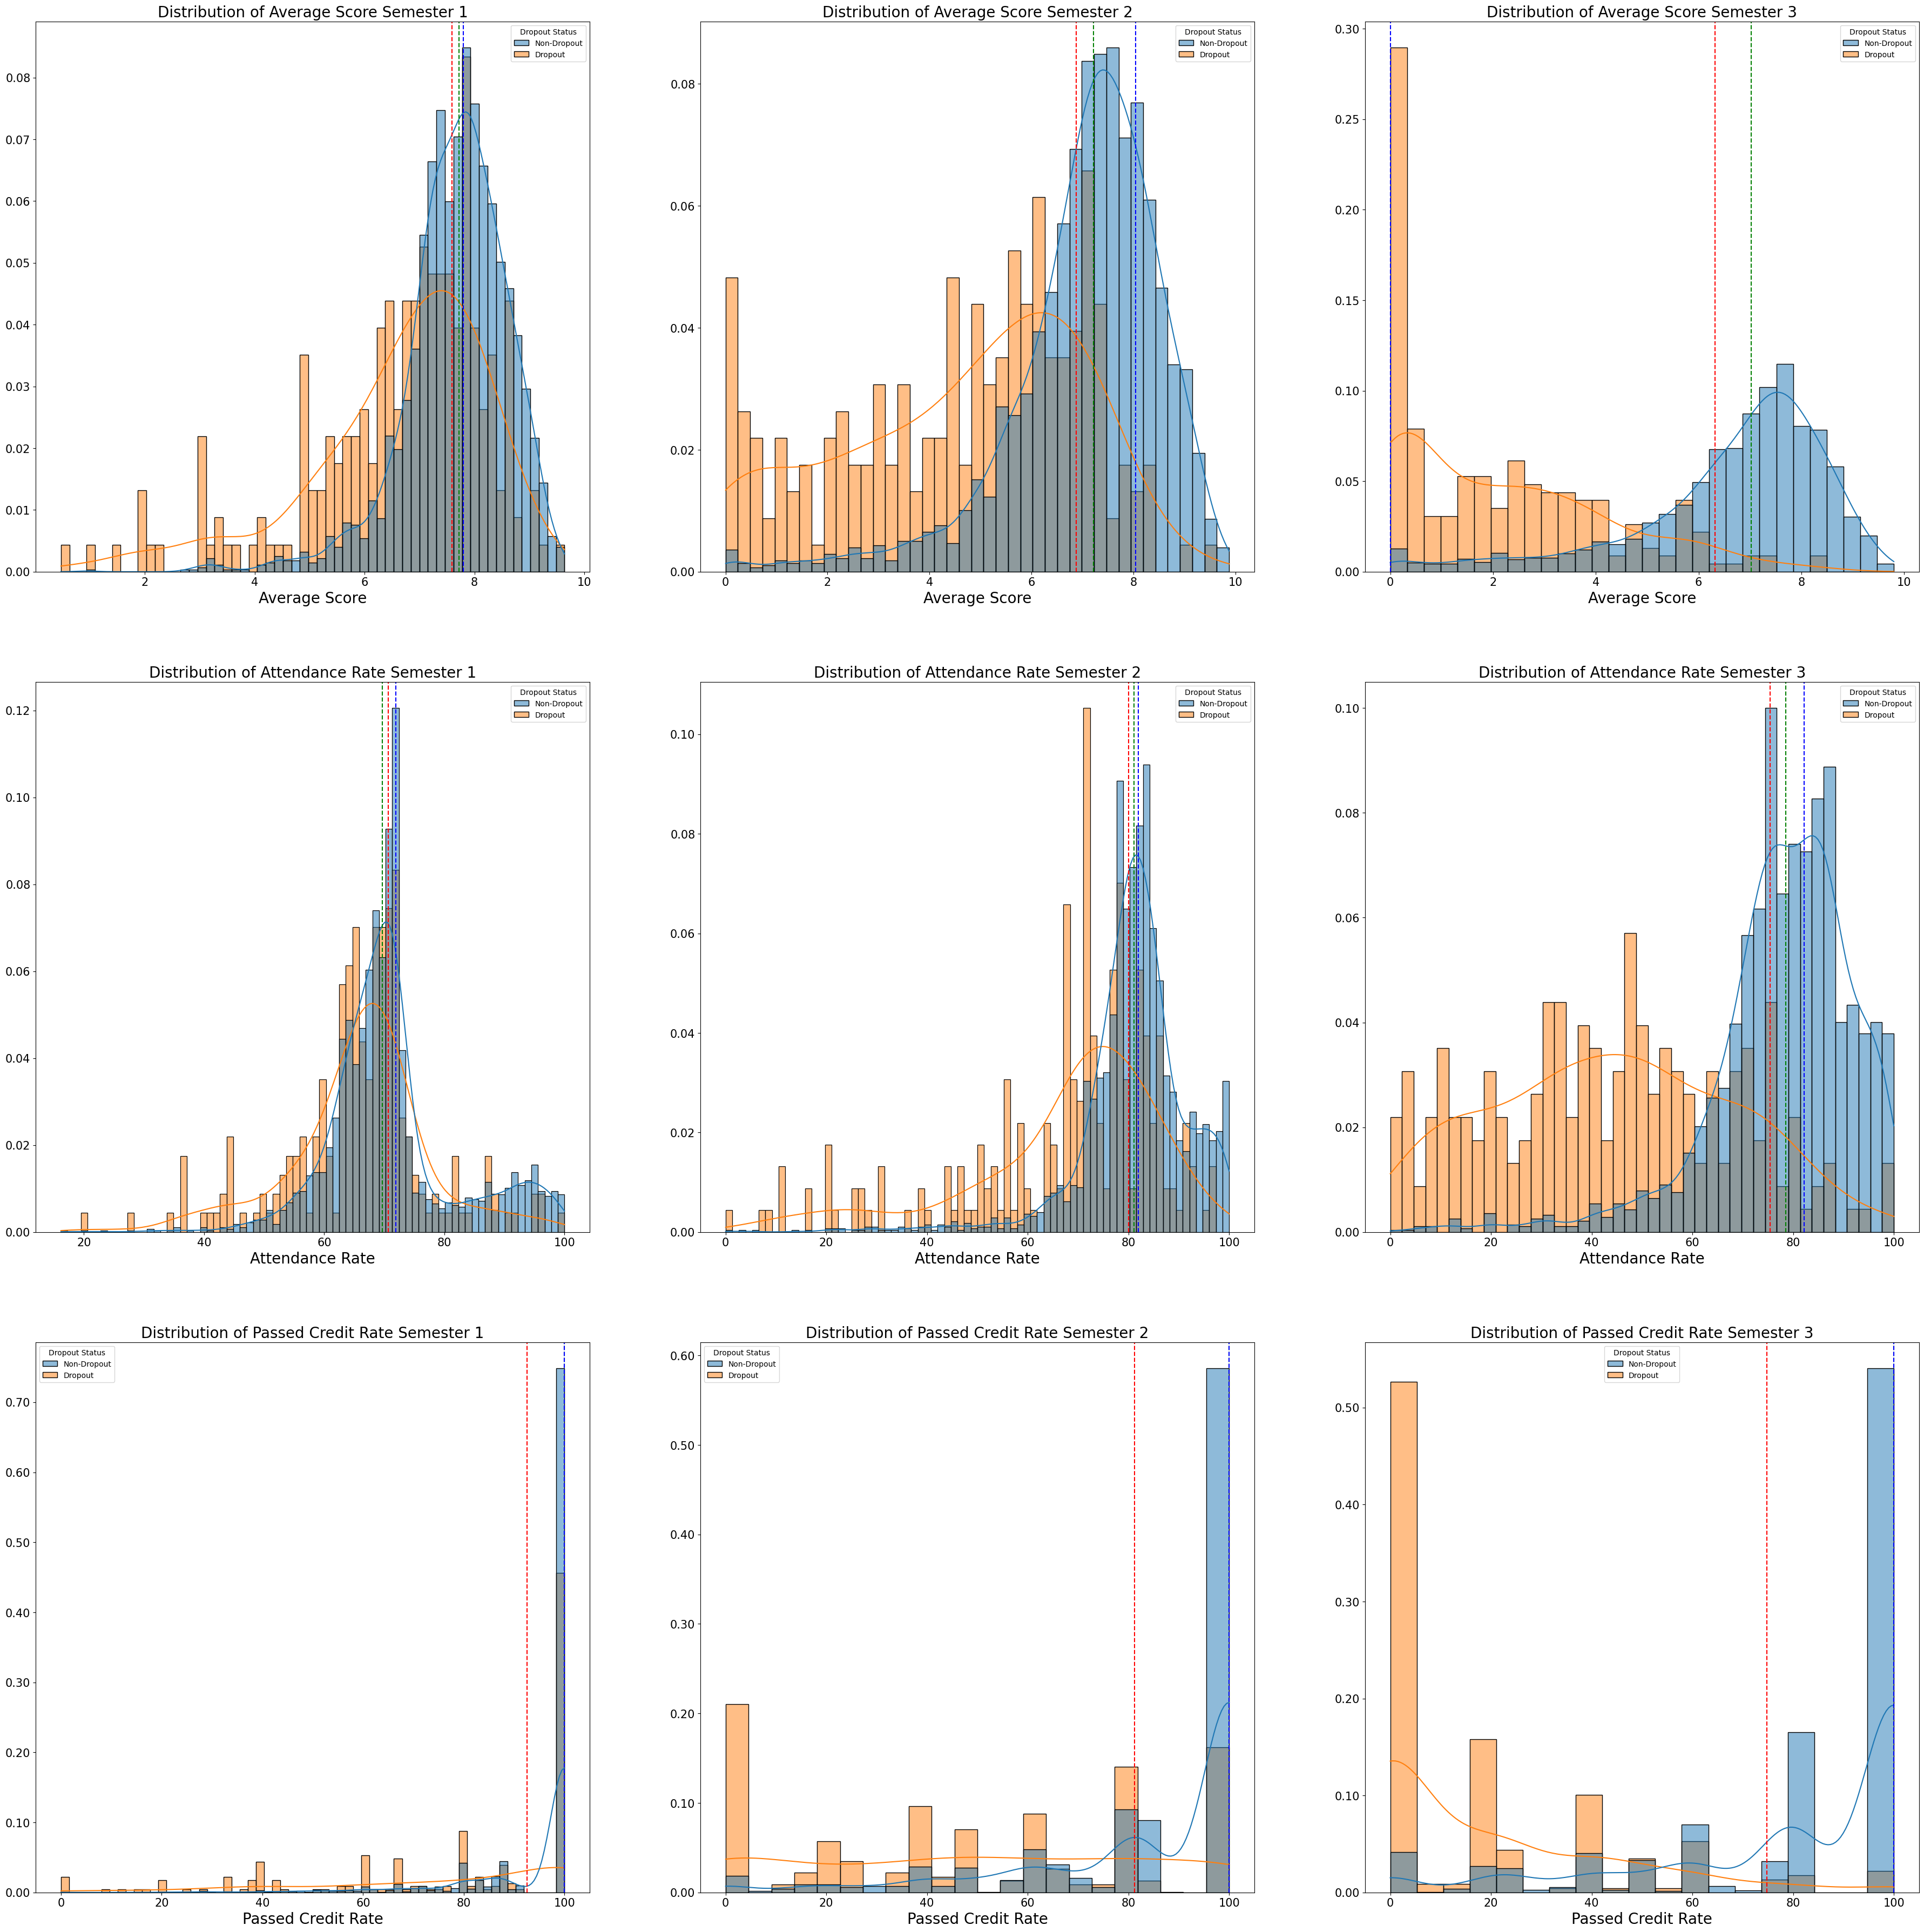 Distribution of Average Score Semester 1
Dropout Status
Non-Dropout
Dropout
0.08
0.07
0.06
0.05
0.04
0.03
0.02
0.01
0.00
2
4
6
8
10
Average Score
Distribution of Average Score Semester 2
Dropout Status
Non-Dropout
Dropout
0.08
0.06
0.04
0.02
0.00
0
2
4
6
8
10
Average Score
Distribution of Average Score Semester 3
Dropout Status
Non-Dropout
Dropout
0.30
0.25
0.20
0.15
0.10
0.05
0.00
0
2
4
6
8
10
Average Score
Distribution of Attendance Rate Semester 1
Dropout Status
Non-Dropout
Dropout
0.12
0.10
0.08
0.06
0.04
0.02
0.00
20
40
60
80
100
Attendance Rate
Distribution of Attendance Rate Semester 2
Dropout Status
Non-Dropout
Dropout
0.10
0.08
0.06
0.04
0.02
0.00
0
20
40
60
80
100
Attendance Rate
Distribution of Attendance Rate Semester 3
Dropout Status
Non-Dropout
Dropout
0.10
0.08
0.06
0.04
0.02
0.00
0
20
40
60
80
100
Attendance Rate
Distribution of Passed Credit Rate Semester 1
Dropout Status
Non-Dropout
Dropout
0.70
0.60
0.50
0.40
0.30
0.20
0.10
0.00
0
20
40
60
80
100
Passed Credit Rate
Distribution of Passed Credit Rate Semester 2
Dropout Status
Non-Dropout
Dropout
0.60
0.50
0.40
0.30
0.20
0.10
0.00
0
20
40
60
80
100
Passed Credit Rate
Distribution of Passed Credit Rate Semester 3
Dropout Status
Non-Dropout
Dropout
0.50
0.40
0.30
0.20
0.10
0.00
0
20
40
60
80
100
Passed Credit Rate